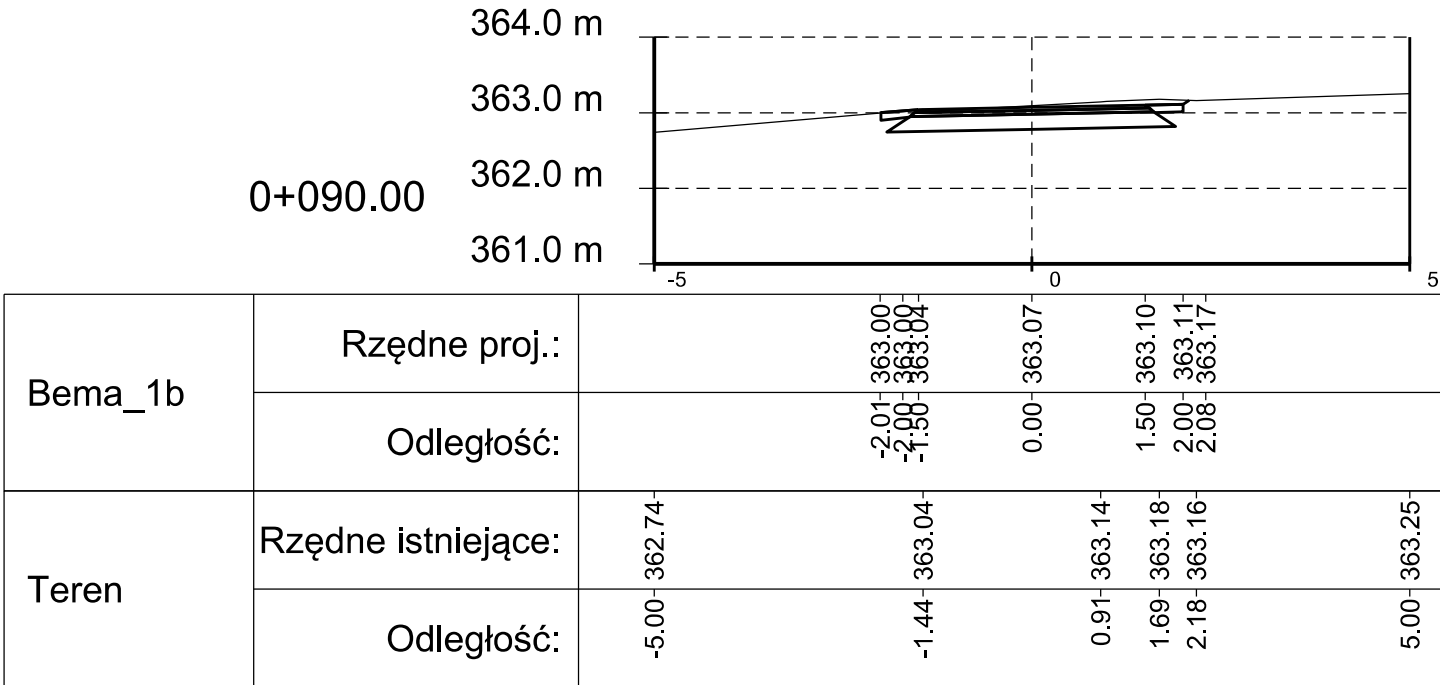 364.0 m
363.0 m
362.0 m
0+090.00
361.0 m
-5 0 5
Bema_1b
Rzędne proj.:
363.00 363.00 363.04 363.07 363.10 363.11 363.17
Odległość:
-2.01 -2.00 -1.50 0.00 1.50 2.00 2.08
Teren
Rzędne istniejące:
362.74 363.04 363.14 363.18 363.16 363.25
Odległość:
-5.00 -1.44 0.91 1.69 2.18 5.00